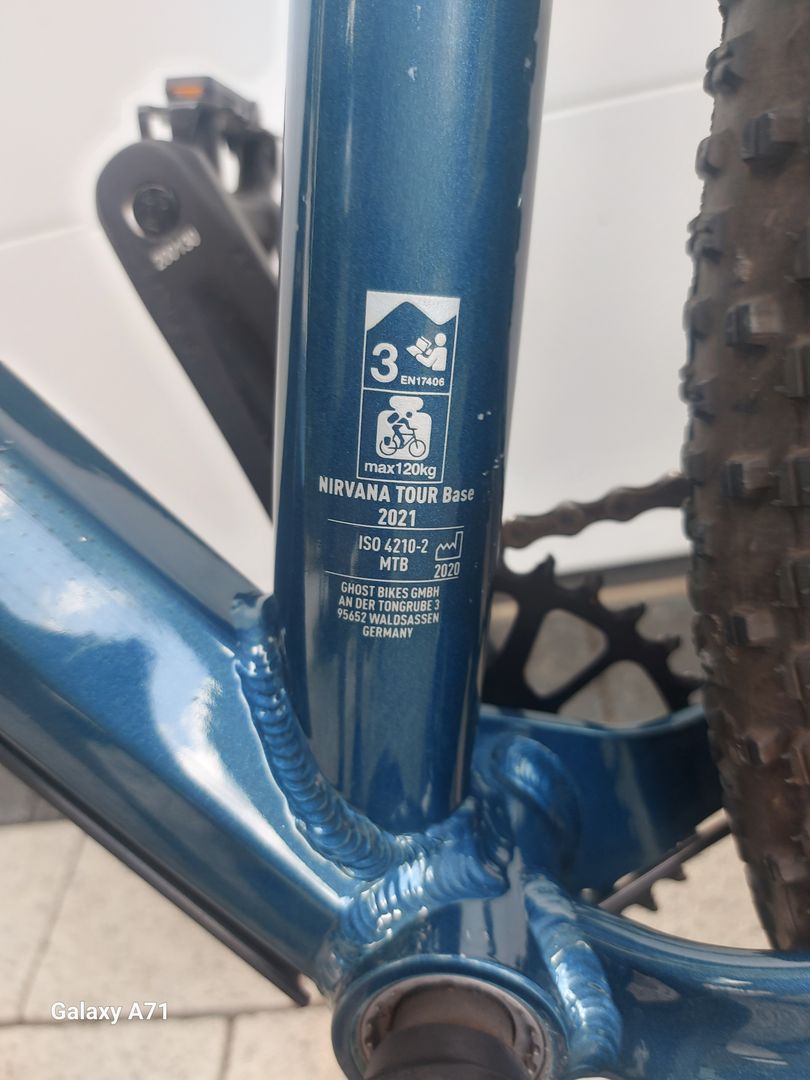 3
EN17406
max120kg
NIRVANA TOUR Base
2021
ISO 4210-2
MTB
2020
GHOST BIKES GMBH
AN DER TONGRUBE 3
95652 WALDSASSEN
GERMANY
Galaxy A71